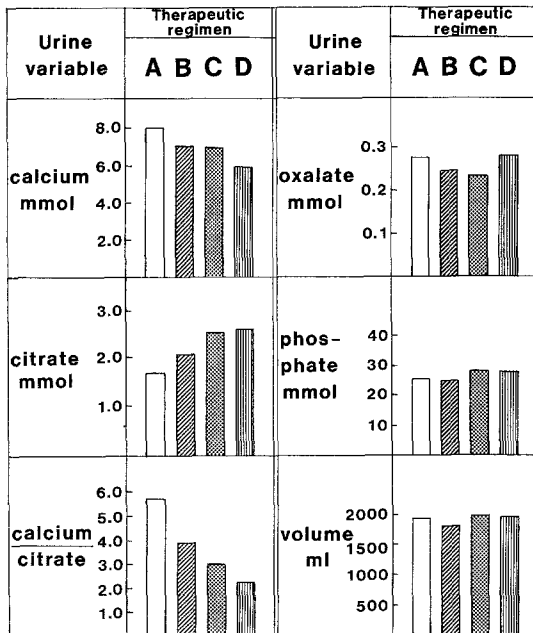 Urine
variable
Therapeutic
regimen
A B C D
Urine
variable
Therapeutic
regimen
A B C D
calcium
mmol
8.0
6.0
4.0
2.0
oxalate
mmol
0.3
0.2
0.1
citrate
mmol
3.0
2.0
1.0
phos-
phate
mmol
40
30
20
10
calcium
citrate
6.0
5.0
4.0
3.0
2.0
1.0
volume
ml
2000
1500
1000
500